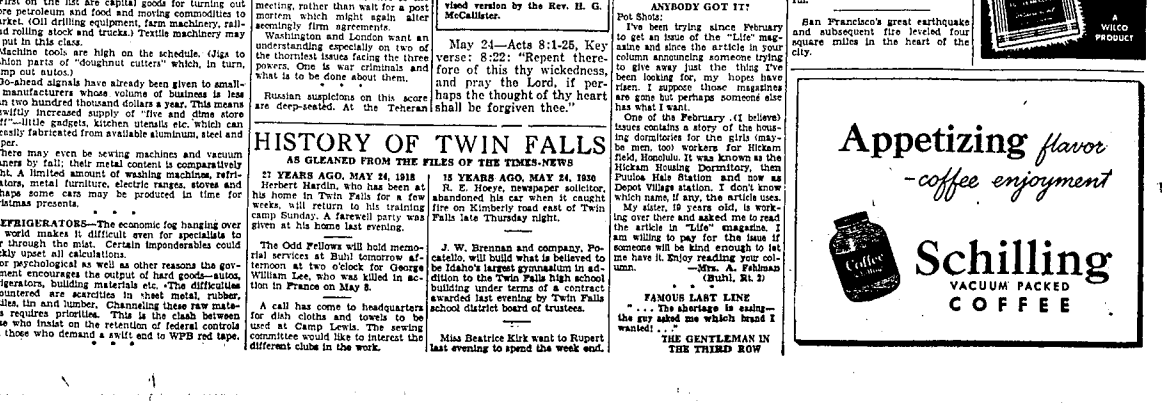 First on the list are capital goods for turning out
re petroleum and food and moving commodities to
arket. (Oil drilling equipment, farm machinery, rail-
d rolling stock and trucks.) Textile machinery may
put in this class.
Machine tools are high on the schedule. (Jigs to
shion parts of "doughnut cutters" which, in turn,
mp out autos.)
Go-ahead signals have already been given to small-
manufacturers whose volume of business is less
an two hundred thousand dollars a year. This means
swiftly increased supply of "five and dime store
ff"—little gadgets, kitchen utensils etc. which can
easily fabricated from available aluminum, steel and
per.
There may even be sewing machines and vacuum
aners by fall; their metal content is comparatively
ht. A limited amount of washing machines, refri-
ators, metal furniture, electric ranges, stoves and
haps some cars may be produced in time for
ristmas presents.
* * *
EFRIGERATORS—The economic fog hanging over
world makes it difficult even for specialists to
r through the mist. Certain imponderables could
ckly upset all calculations.
or psychological as well as other reasons the gov-
ment encourages the output of hard goods—autos,
rigerators, building materials etc. The difficulties
ountered are scarcities in sheet metal, rubber,
tiles, tin and lumber. Channeling these raw mate-
s requires priorities. This is the clash between
se who insist on the retention of federal controls
those who demand a swift end to WPB red tape.
* * *
meeting, rather than wait for a post
mortem which might again alter
seemingly firm agreements.
Washington and London want an
understanding especially on two of
the thorniest issues facing the three
powers. One is war criminals and
what is to be done about them.
Russian suspicions on this score
are deep-seated. At the Teheran
vised version by the Rev. H. G.
McCallister.
May 24—Acts 8:1-25, Key
verse: 8:22: "Repent there-
fore of this thy wickedness,
and pray the Lord, if per-
haps the thought of thy heart
shall be forgiven thee."
HISTORY OF TWIN FALLS
AS GLEANED FROM THE FILES OF THE TIMES-NEWS
27 YEARS AGO, MAY 24, 1918
Herbert Hardin, who has been at
his home in Twin Falls for a few
weeks, will return to his training
camp Sunday. A farewell party was
given at his home last evening.
The Odd Fellows will hold memo-
rial services at Buhl tomorrow af-
ternoon at two o'clock for George
William Lee, who was killed in ac-
tion in France on May 8.
A call has come to headquarters
for dish cloths and towels to be
used at Camp Lewis. The sewing
committee would like to interest the
different clubs in the work.
15 YEARS AGO, MAY 24, 1930
R. E. Hoeye, newspaper solicitor,
abandoned his car when it caught
fire on Kimberly road east of Twin
Falls late Thursday night.
J. W. Brennan and company, Po-
catello, will build what is believed to
be Idaho's largest gymnasium in ad-
dition to the Twin Falls high school
building under terms of a contract
awarded last evening by Twin Falls
school district board of trustees.
Miss Beatrice Kirk went to Rupert
last evening to spend the week end.
ANYBODY GOT IT?
Pot Shots:
I've been trying since February
to get an issue of the "Life" mag-
azine and since the article in your
column announcing someone trying
to give away just the thing I've
been looking for, my hopes have
risen. I suppose those magazines
are gone but perhaps someone else
has what I want.
One of the February (I believe)
issues contains a story of the hous-
ing dormitories for the girls (may-
be men, too) workers for Hickam
field, Honolulu. It was known as the
Hickam Housing Dormitory, then
Puuloa Hale Station and now as
Depot Village station. I don't know
which name, if any, the article uses.
My sister, 19 years old, is work-
ing over there and asked me to read
the article in "Life" magazine. I
am willing to pay for the issue if
someone will be kind enough to let
me have it. Enjoy reading your col-
umn. —Mrs. A. Fehlman
(Buhl, Rt. 2)
* * *
FAMOUS LAST LINE
". . . The shortage is easing—
the guy asked me which brand I
wanted! . . ."
THE GENTLEMAN IN
THE THIRD ROW
San Francisco's great earthquake
and subsequent fire leveled four
square miles in the heart of the
city.
A
WILCO
PRODUCT
Appetizing flavor
-coffee enjoyment
Coffee
Schilling
VACUUM PACKED
COFFEE